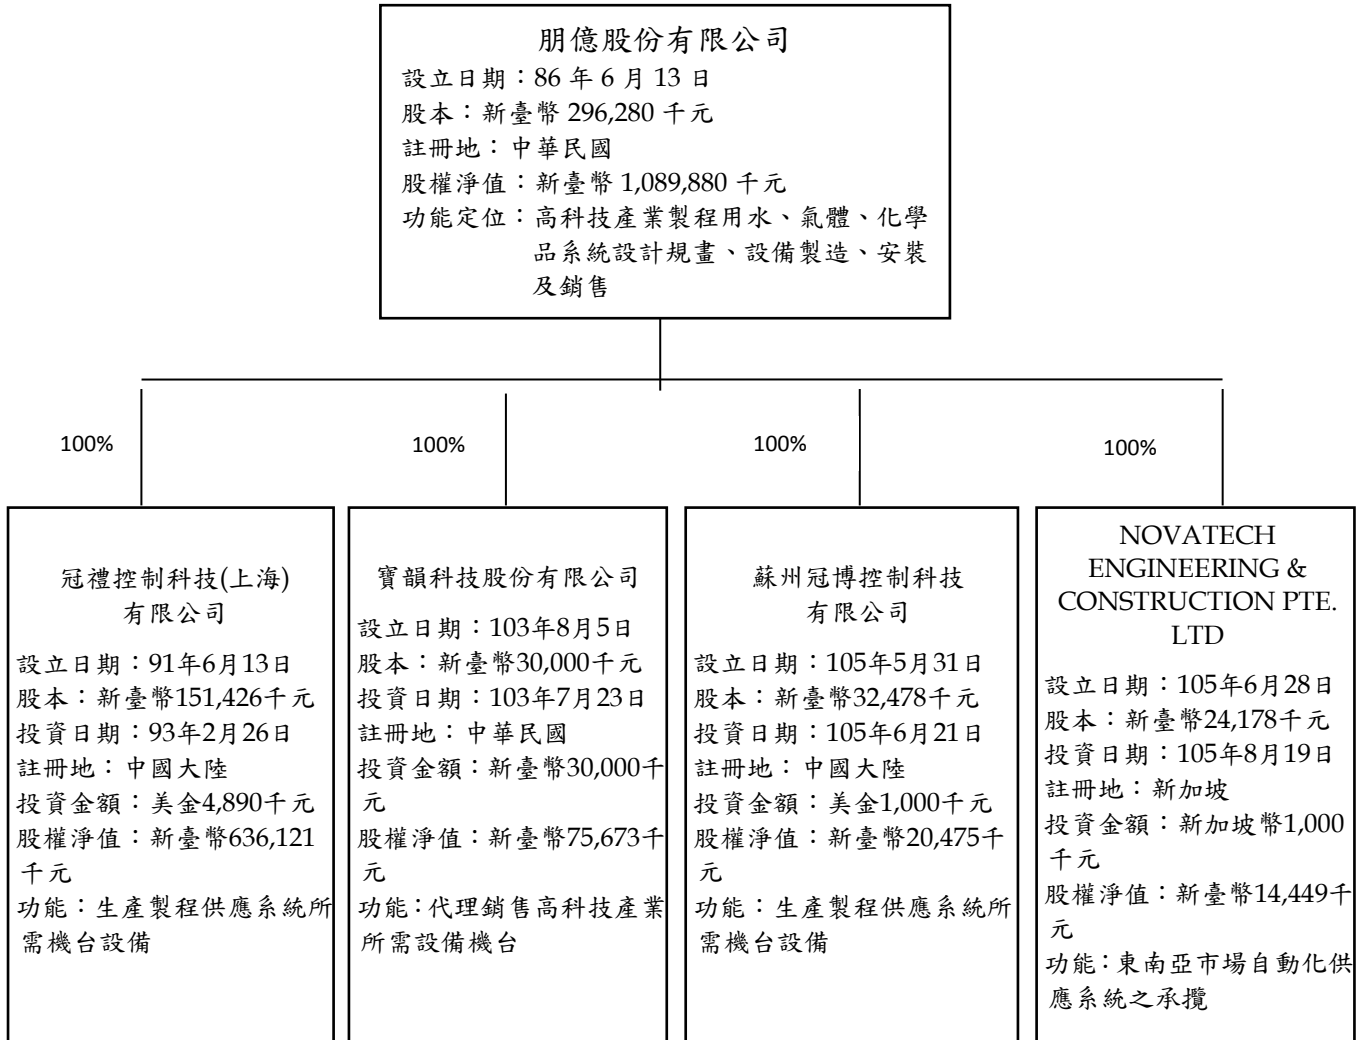 朋億股份有限公司
設立日期：86 年 6 月 13 日
股本：新臺幣 296,280 千元
註冊地：中華民國
股權淨值：新臺幣 1,089,880 千元
功能定位：高科技產業製程用水、氣體、化學
品系統設計規畫、設備製造、安裝
及銷售
100%
100%
100%
100%
冠禮控制科技(上海)
有限公司
設立日期：91年6月13日
股本：新臺幣151,426千元
投資日期：93年2月26日
註冊地：中國大陸
投資金額：美金4,890千元
股權淨值：新臺幣636,121
千元
功能：生產製程供應系統所
需機台設備
寶韻科技股份有限公司
設立日期：103年8月5日
股本：新臺幣30,000千元
投資日期：103年7月23日
註冊地：中華民國
投資金額：新臺幣30,000千
元
股權淨值：新臺幣75,673千
元
功能：代理銷售高科技產業
所需設備機台
蘇州冠博控制科技
有限公司
設立日期：105年5月31日
股本：新臺幣32,478千元
投資日期：105年6月21日
註冊地：中國大陸
投資金額：美金1,000千元
股權淨值：新臺幣20,475千
元
功能：生產製程供應系統所
需機台設備
NOVATECH
ENGINEERING &
CONSTRUCTION PTE.
LTD
設立日期：105年6月28日
股本：新臺幣24,178千元
投資日期：105年8月19日
註冊地：新加坡
投資金額：新加坡幣1,000
千元
股權淨值：新臺幣14,449千
元
功能：東南亞市場自動化供
應系統之承攬